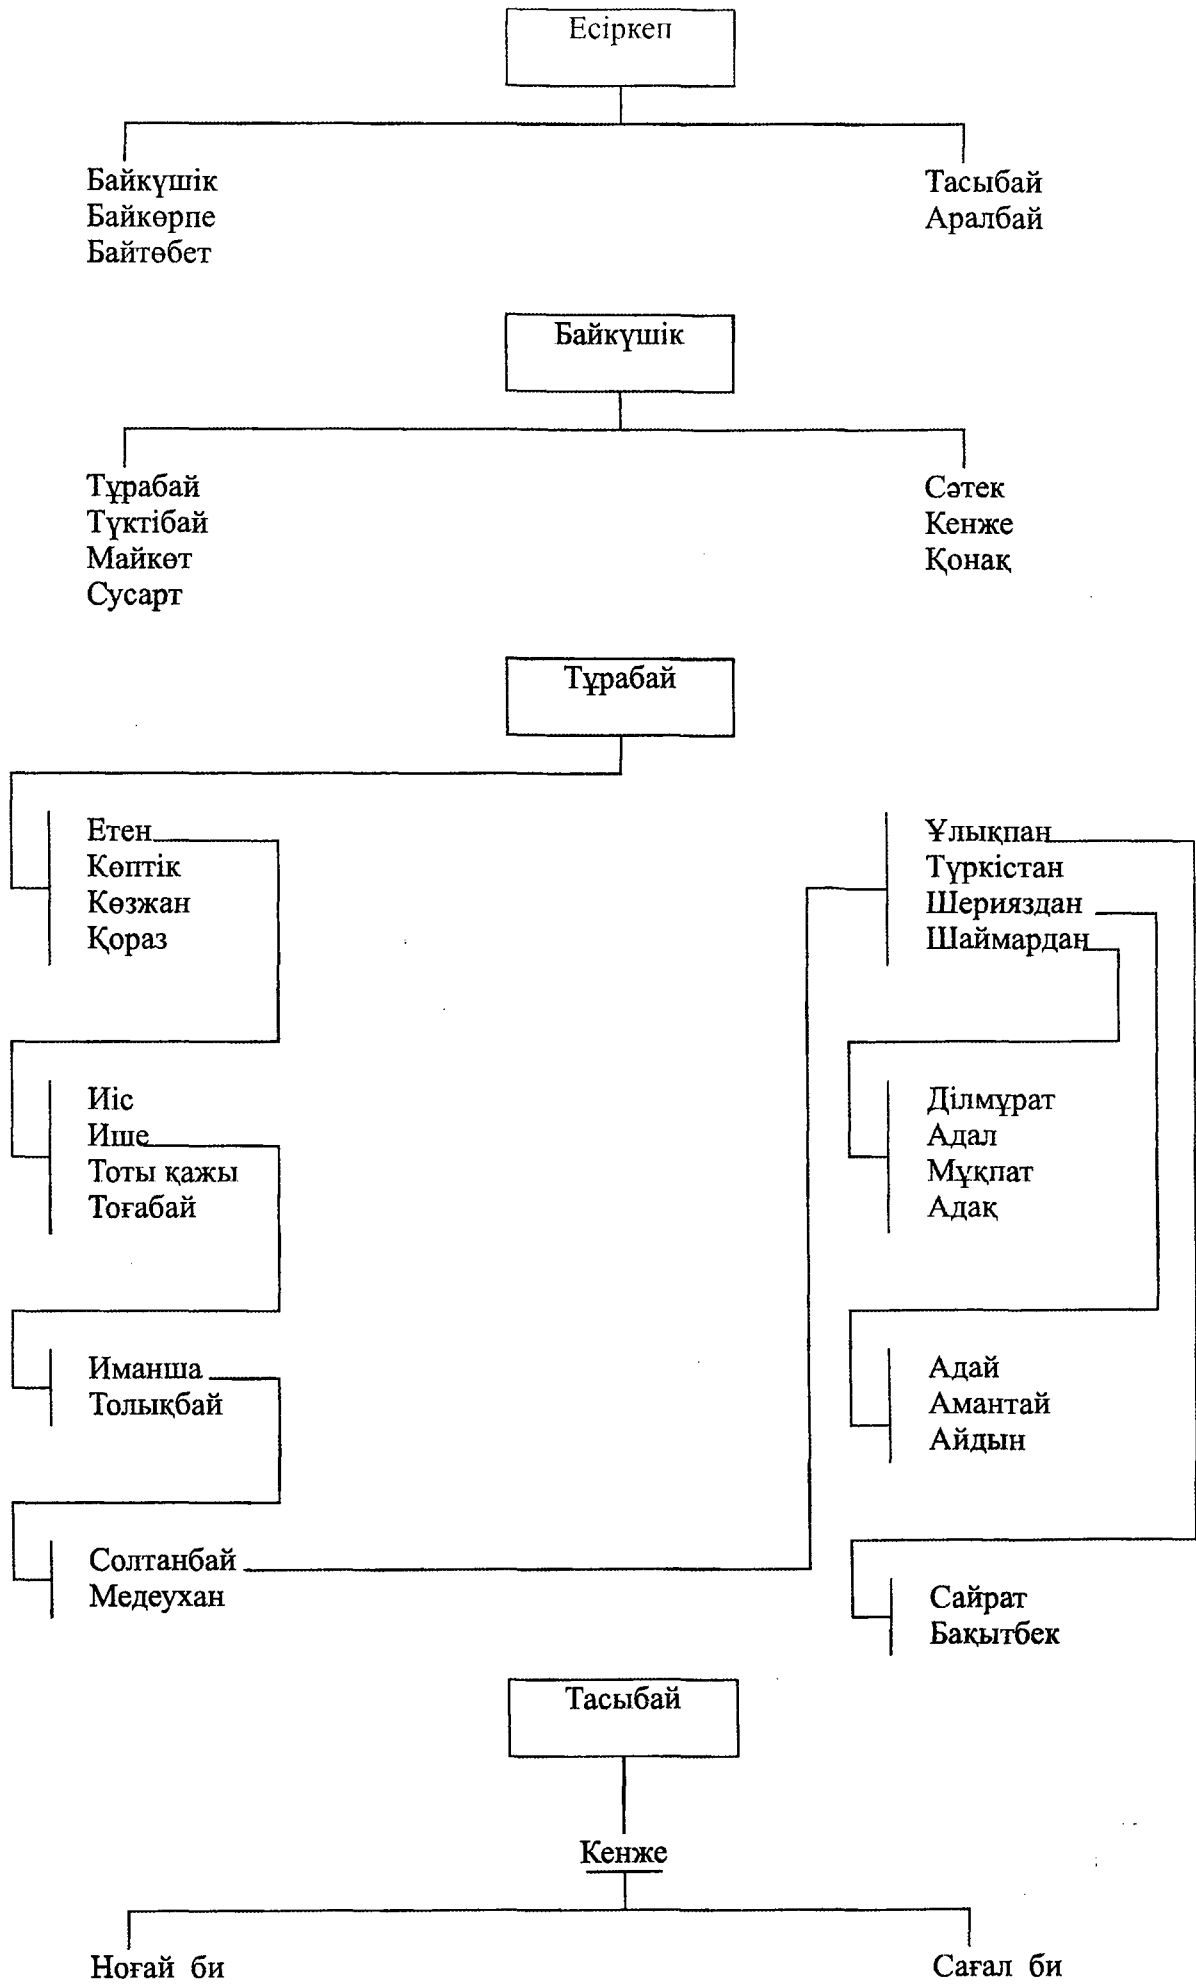 Есіркеп
Байкүшік
Байкөрпе
Байтөбет
Тасыбай
Аралбай
Байкүшік
Тұрабай
Түктібай
Майкөт
Сусарт
Сәтек
Кенже
Қонақ
Тұрабай
Етен
Көптік
Көзжан
Қораз
Иіс
Ише
Тоты қажы
Тоғабай
Иманша
Толықбай
Солтанбай
Медеухан
Ұлықпан
Түркістан
Шерияздан
Шаймардан
Ділмұрат
Адал
Мұқпат
Адақ
Адай
Амантай
Айдын
Сайрат
Бақытбек
Тасыбай
Кенже
Ноғай би
Сағал би